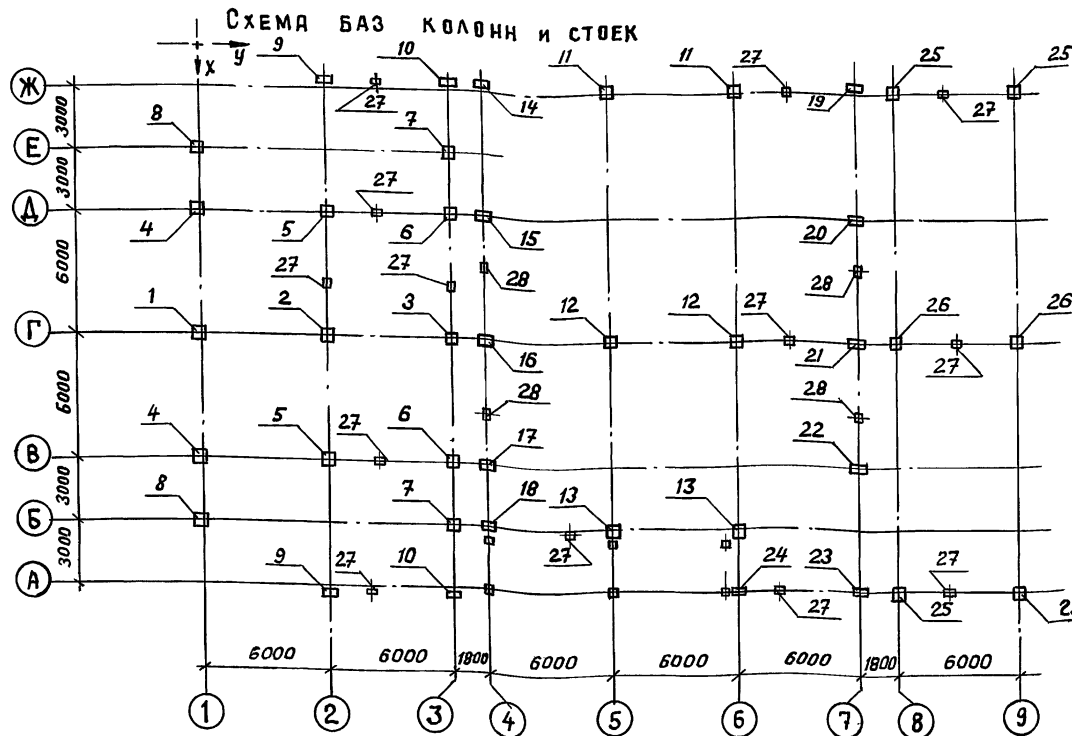 Схема баз колонн и стоек
x y
9 10 11 11 27 25 25
Ж 27 14 19 27
3000
8 7
Е
3000
27
Д 4 5 6 15 20
6000
27 27 28 28
1 2 3 12 12 27 26 26
Г 16 21 27
6000
28 28
4 5 27 6 17 22
В
3000
8 7 18 13 13
Б 27
3000
9 27 10 24 23 27
А 27 25 2
6000 6000 1800 6000 6000 6000 1800 6000
1 2 3 4 5 6 7 8 9